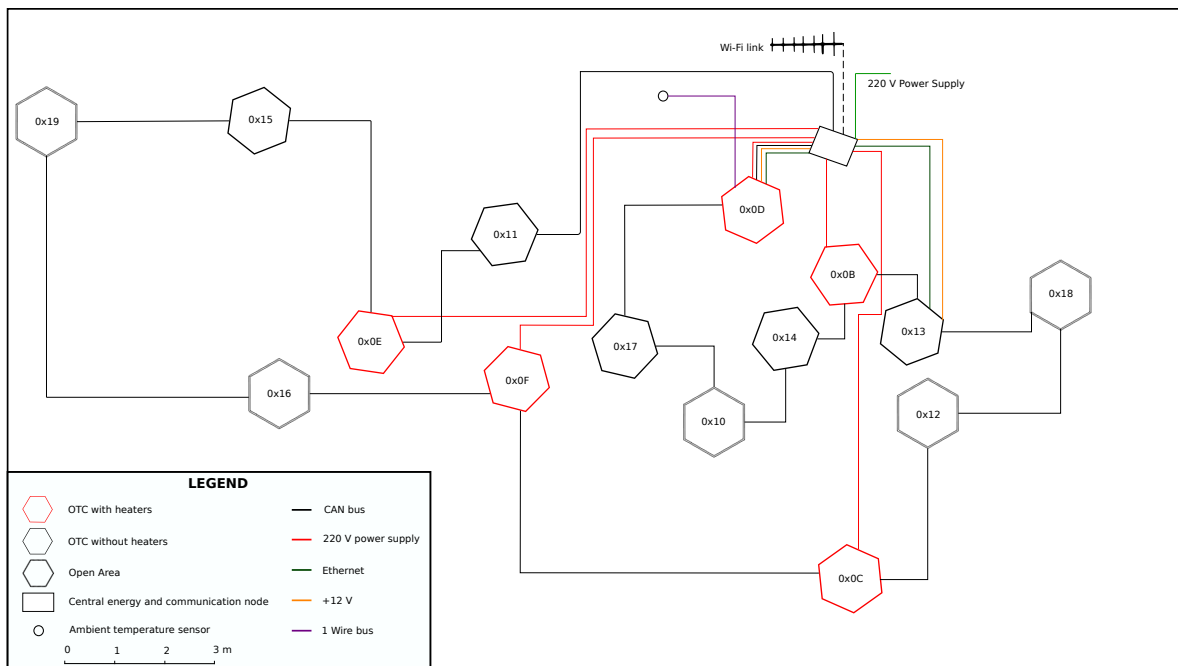 Wi-Fi link
220 V Power Supply
0x19
0x15
0x11
0x0D
0x0B
0x18
0x0E
0x17
0x14
0x13
0x0F
0x16
0x10
0x12
0x0C
LEGEND
OTC with heaters
CAN bus
OTC without heaters
220 V power supply
Open Area
Ethernet
Central energy and communication node
+12 V
Ambient temperature sensor
1 Wire bus
0 1 2 3 m